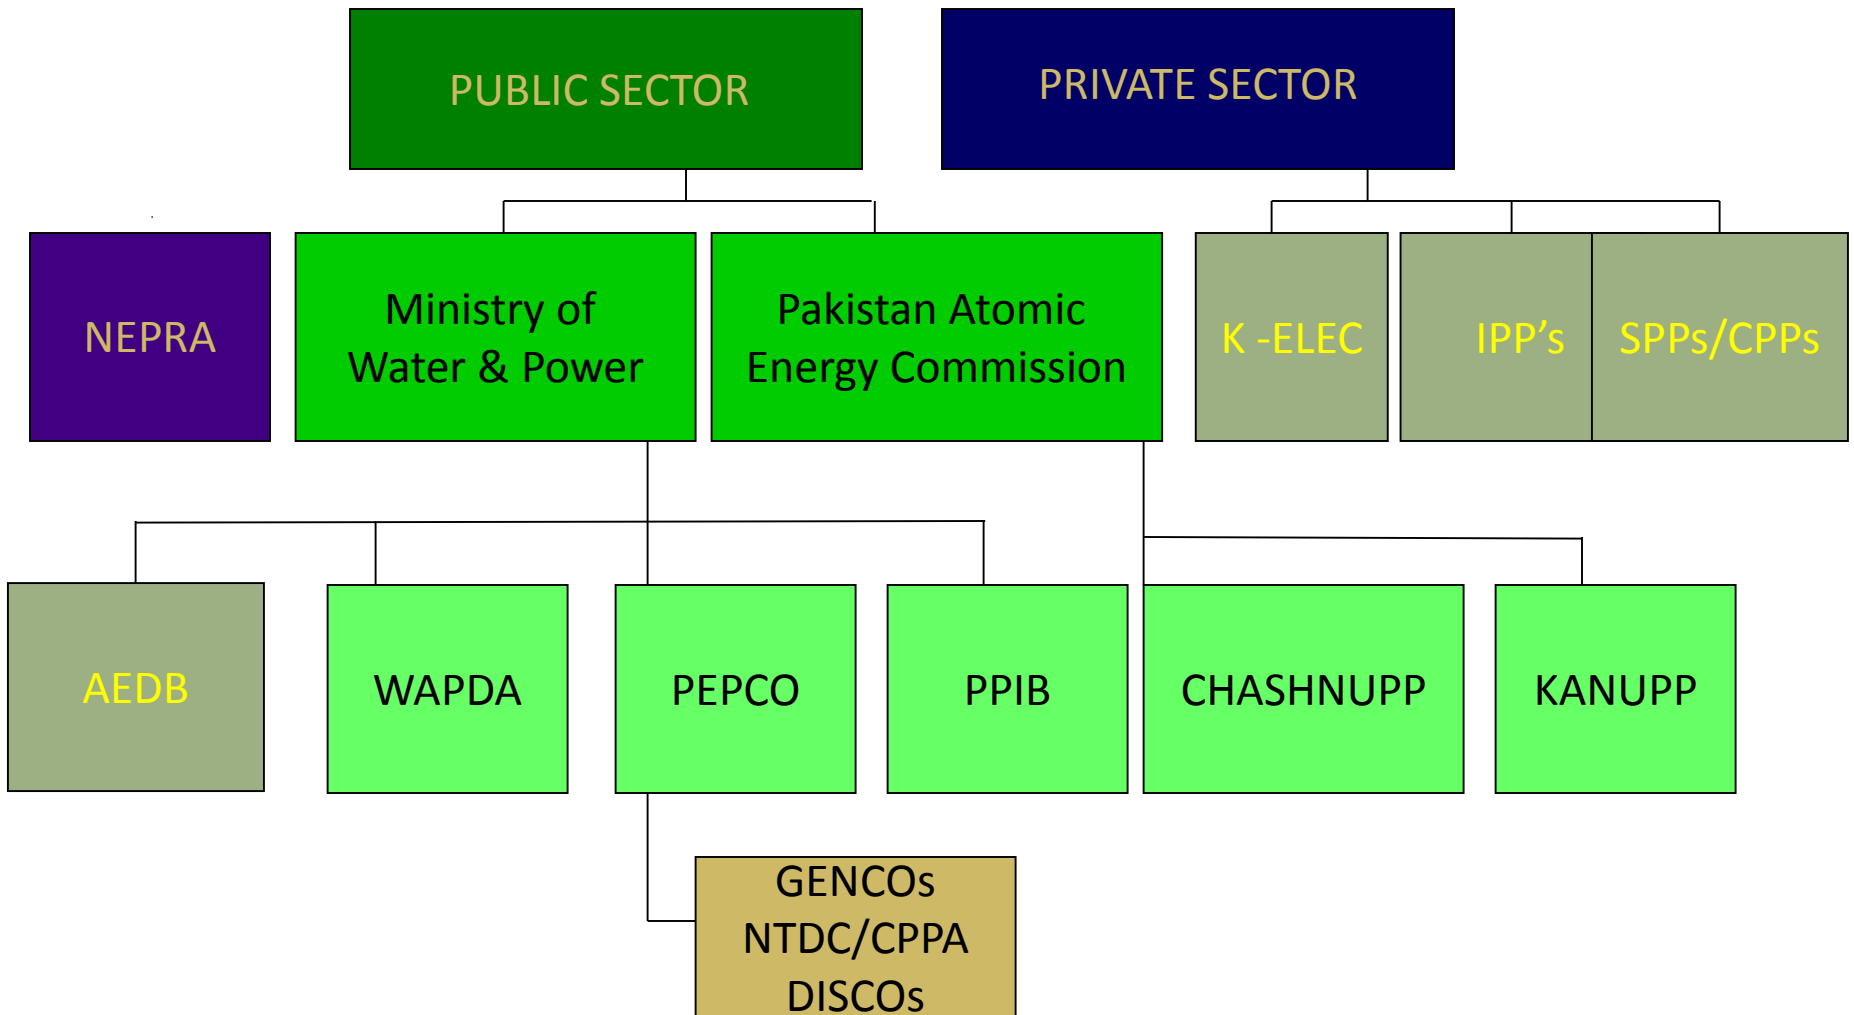 PUBLIC SECTOR
PRIVATE SECTOR
NEPRA
Ministry of
Water & Power
Pakistan Atomic
Energy Commission
K -ELEC
IPP’s
SPPs/CPPs
AEDB
WAPDA
PEPCO
PPIB
CHASHNUPP
KANUPP
GENCOs
NTDC/CPPA
DISCOs